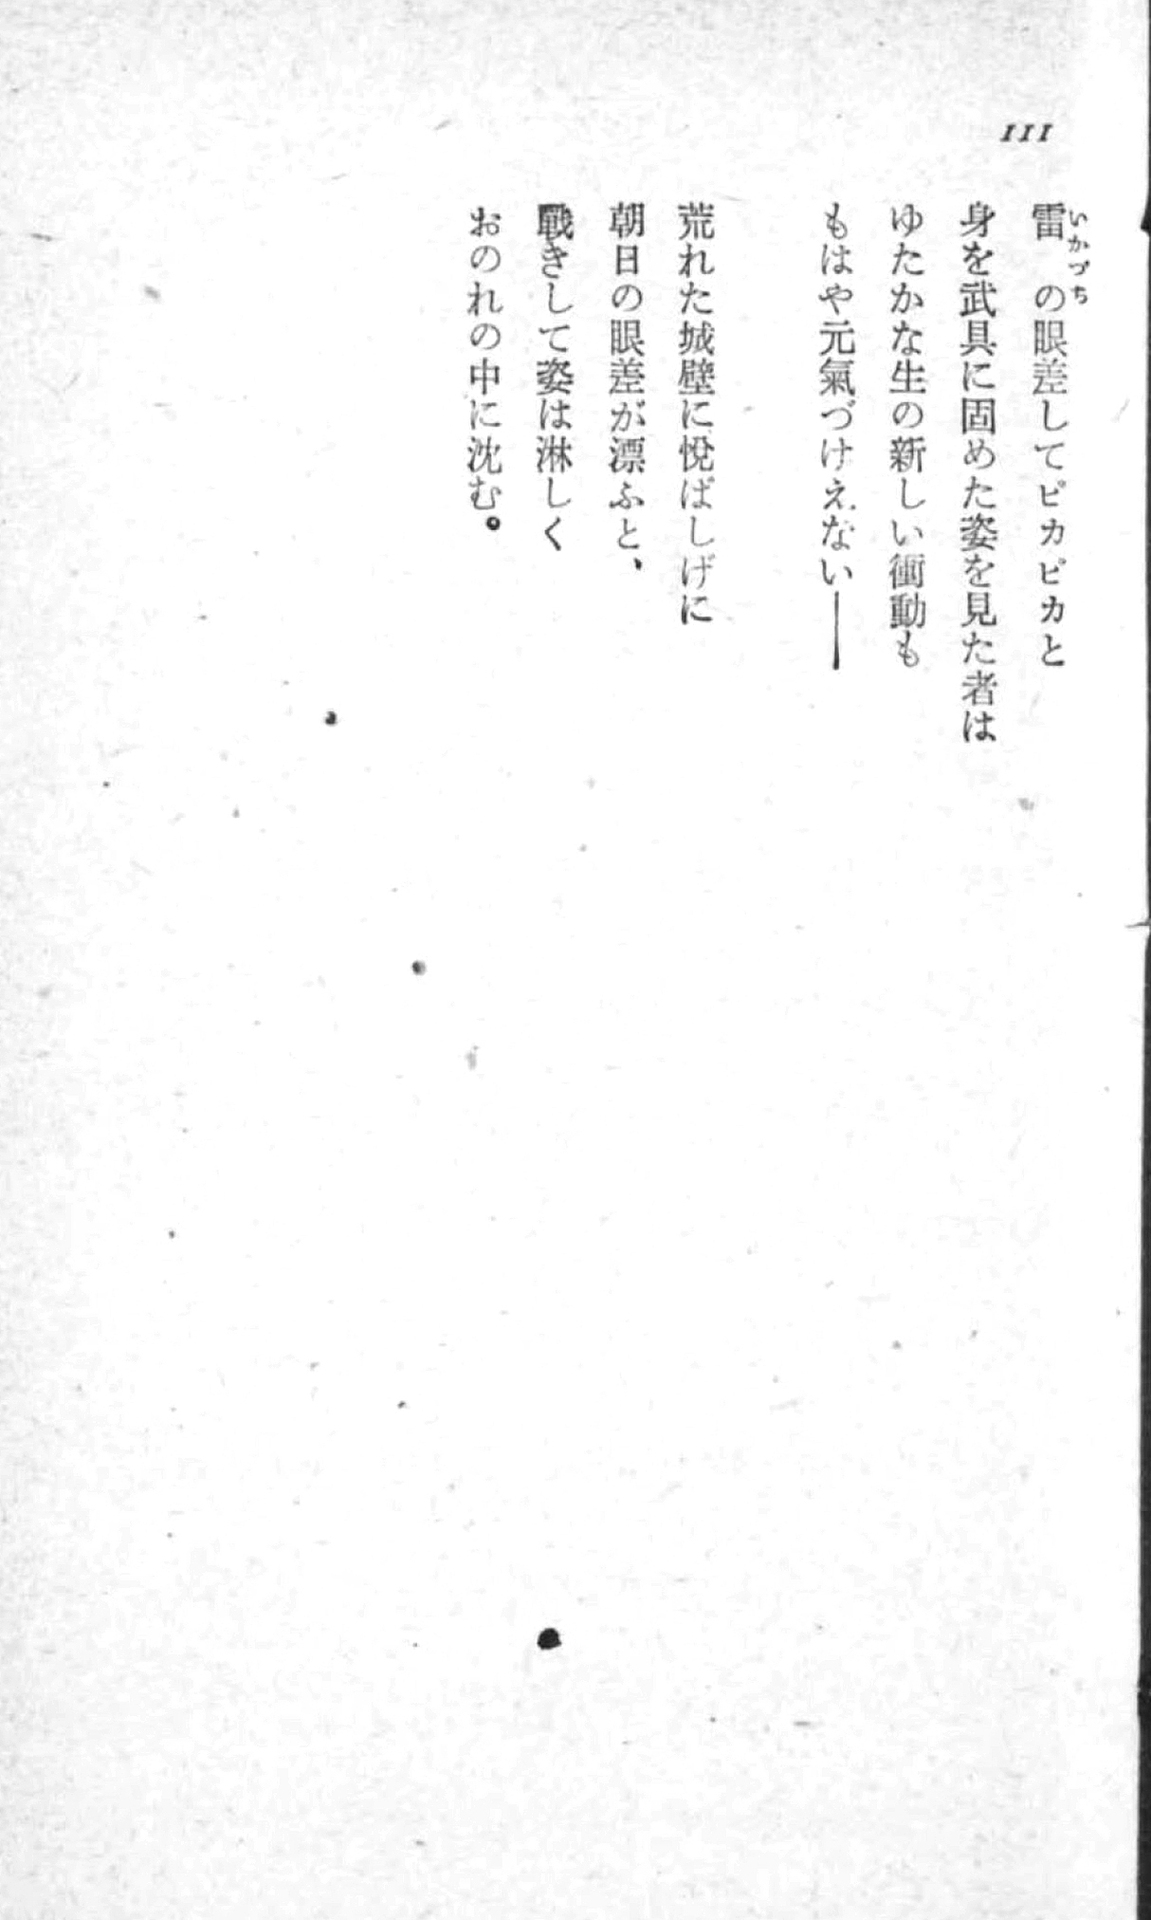 111
雷の眼差してピカピカと
いかづち
身を武具に固めた姿を見た者は
ゆたかな生の新しい衝動も
もはや元氣づけえない――
荒れた城壁に悅ばしげに
朝日の眼差が漂ふと、
戰きして姿は淋しく
おのれの中に沈む。